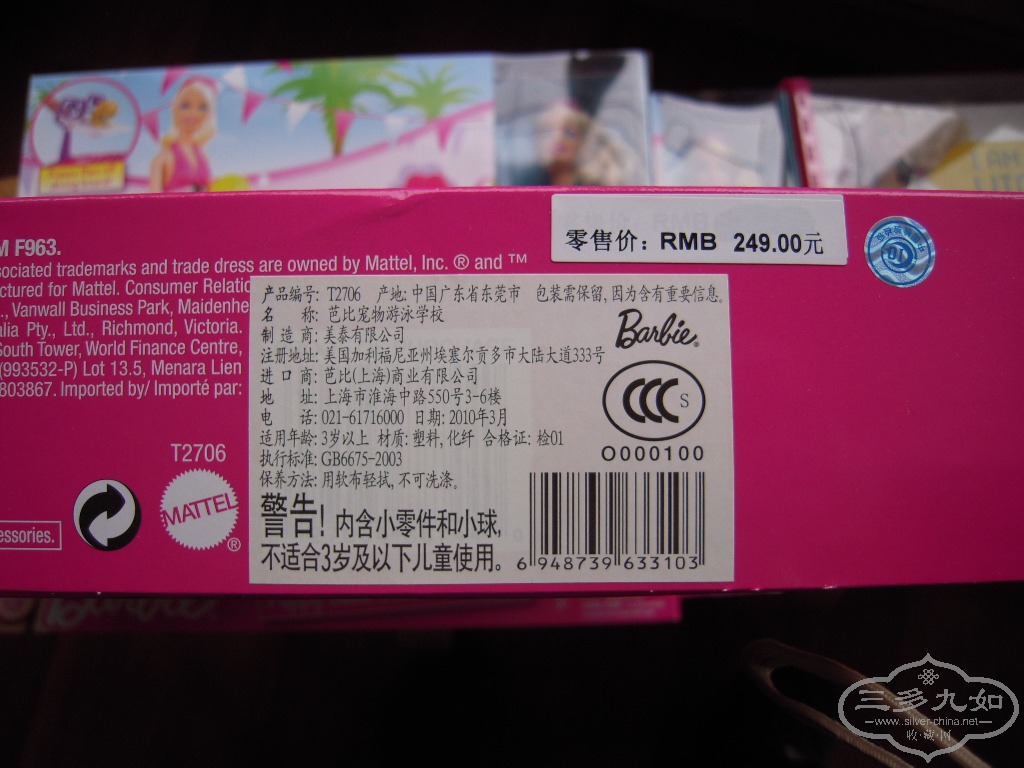 I AM
零售价：RMB 249.00元
M F963.
sociated trademarks and trade dress are owned by Mattel, Inc. ® and ™
ctured for Mattel. Consumer Relatio
., Vanwall Business Park, Maidenhe
alia Pty., Ltd., Richmond, Victoria.
South Tower, World Finance Centre,
(993532-P) Lot 13.5, Menara Lien
803867. Imported by/ Importé par:
T2706
MATTEL ®
essories.
产品编号: T2706 产地: 中国广东省东莞市 包装需保留, 因为含有重要信息。
名 称: 芭比宠物游泳学校
制 造 商: 美泰有限公司
注册地址: 美国加利福尼亚州埃塞尔贡多市大陆大道333号
进 口 商: 芭比(上海)商业有限公司
地 址: 上海市淮海中路550号3-6楼
电 话: 021-61716000 日期: 2010年3月
适用年龄: 3岁以上 材质: 塑料, 化纤 合格证: 检01
执行标准: GB6675-2003
保养方法: 用软布轻拭, 不可洗涤。
警告! 内含小零件和小球,
不适合3岁及以下儿童使用。
Barbie®
CCC S
O000100
6 948739 633103
Barbie
三多九如
www.silver-china.net
收·藏·网